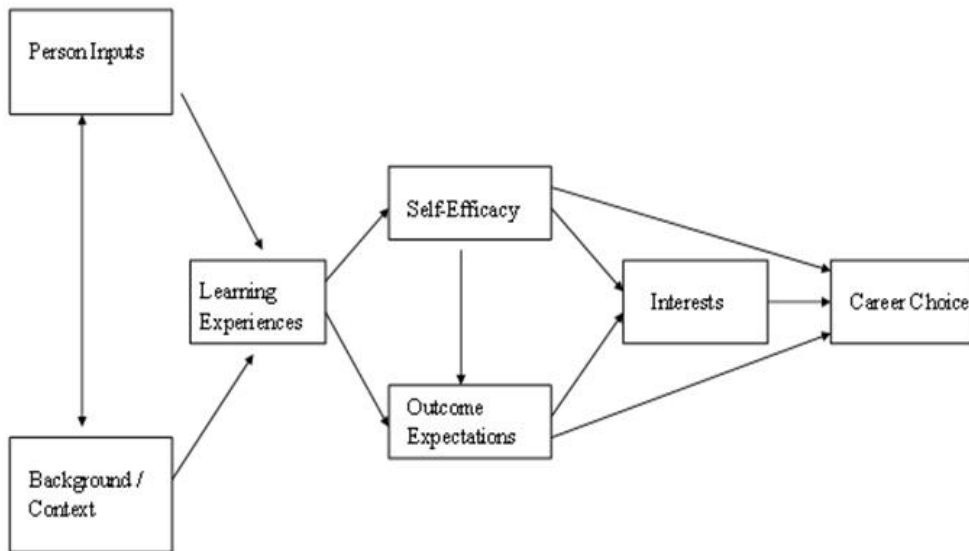 Person Inputs
Self-Efficacy
Learning
Experiences
Interests
Career Choice
Outcome
Expectations
Background /
Context